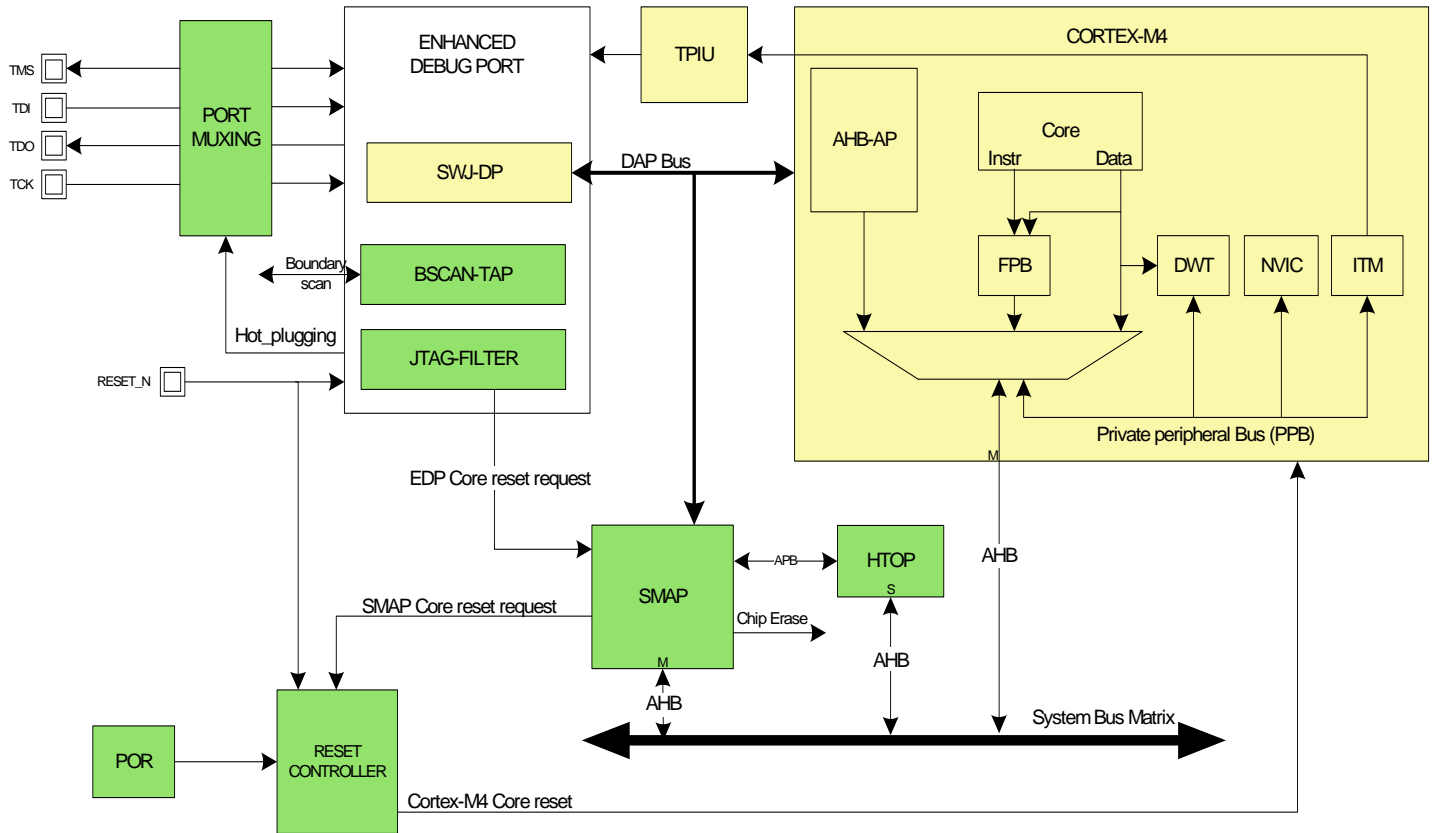 ENHANCED
DEBUG PORT
TPIU
CORTEX-M4
TMS
TDI
TDO
TCK
PORT
MUXING
AHB-AP
Core
Instr
Data
SWJ-DP
DAP Bus
FPB
DWT
NVIC
ITM
Boundary
scan
BSCAN-TAP
Hot_plugging
JTAG-FILTER
RESET_N
Private peripheral Bus (PPB)
M
EDP Core reset request
SMAP
M
APB
HTOP
S
AHB
SMAP Core reset request
Chip Erase
AHB
AHB
System Bus Matrix
POR
RESET
CONTROLLER
Cortex-M4 Core reset